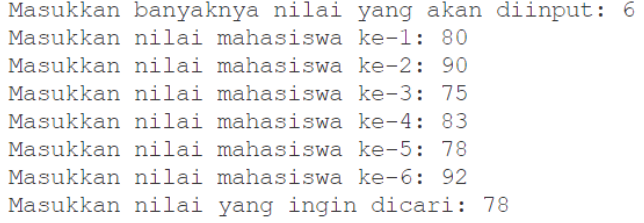 Masukkan banyaknya nilai yang akan diinput: 6
Masukkan nilai mahasiswa ke-1: 80
Masukkan nilai mahasiswa ke-2: 90
Masukkan nilai mahasiswa ke-3: 75
Masukkan nilai mahasiswa ke-4: 83
Masukkan nilai mahasiswa ke-5: 78
Masukkan nilai mahasiswa ke-6: 92
Masukkan nilai yang ingin dicari: 78